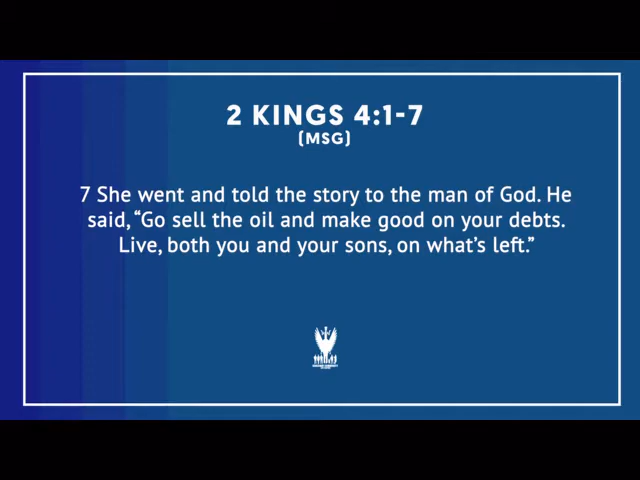 2 KINGS 4:1-7
(MSG)
7 She went and told the story to the man of God. He
said, “Go sell the oil and make good on your debts.
Live, both you and your sons, on what’s left.”